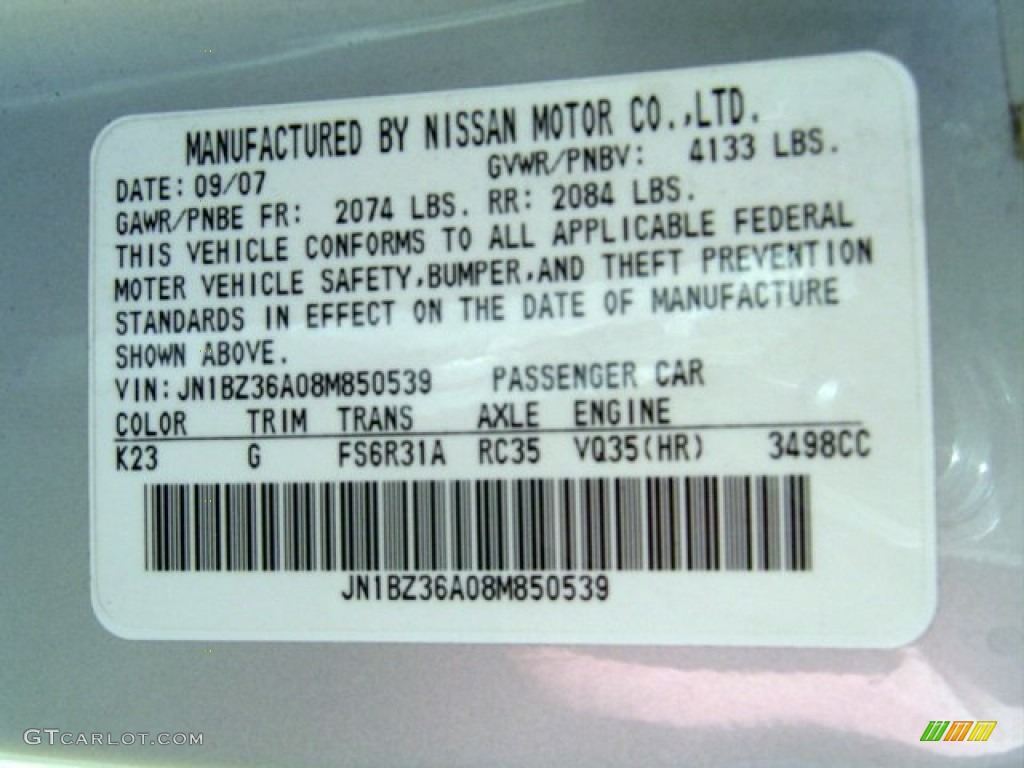 MANUFACTURED BY NISSAN MOTOR CO.,LTD.
DATE: 09/07 GVWR/PNBV: 4133 LBS.
GAWR/PNBE FR: 2074 LBS. RR: 2084 LBS.
THIS VEHICLE CONFORMS TO ALL APPLICABLE FEDERAL
MOTER VEHICLE SAFETY,BUMPER,AND THEFT PREVENTION
STANDARDS IN EFFECT ON THE DATE OF MANUFACTURE
SHOWN ABOVE.
VIN: JN1BZ36A08M850539 PASSENGER CAR
COLOR TRIM TRANS AXLE ENGINE
K23 G FS6R31A RC35 VQ35(HR) 3498CC
JN1BZ36A08M850539
GTCARLOT.COM